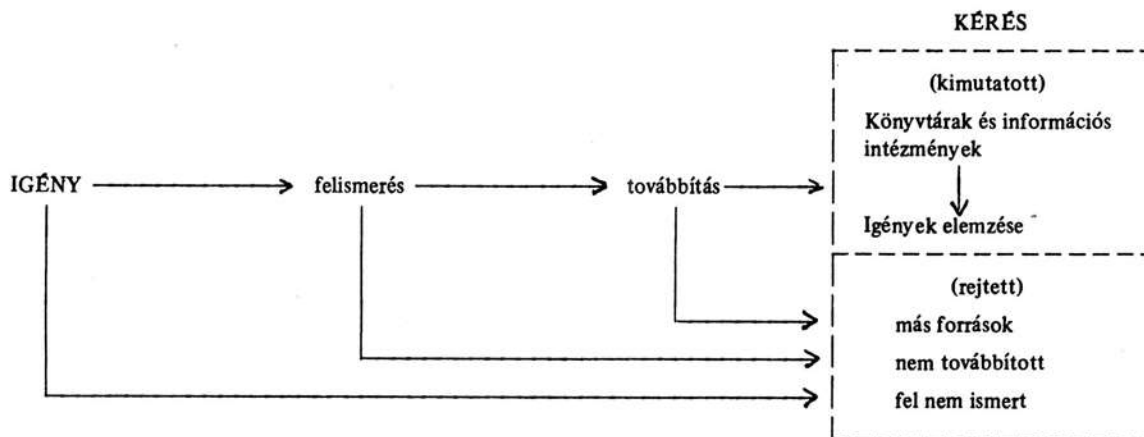 KÉRÉS
(kimutatott)
Könyvtárak és információs
intézmények
IGÉNY
felismerés
továbbítás
Igények elemzése
(rejtett)
más források
nem továbbított
fel nem ismert